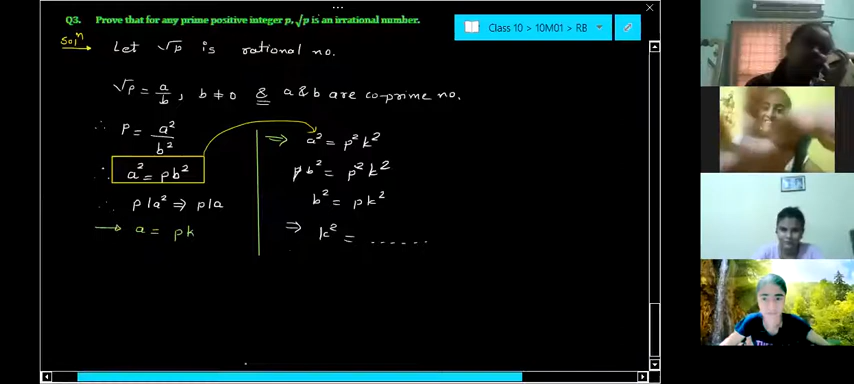 Q3. Prove that for any prime positive integer p, √p is an irrational number.
Class 10 > 10M01 > RB
Solⁿ → Let √p is rational no.
√p = a/b, b ≠ 0 & a & b are co-prime no.
∴ P = a²/b²
∴ a² = pb²
∴ p | a² ⇒ p | a
→ a = pk
⇒ a² = p²k²
pb² = p²k²
b² = pk²
⇒ k² = .......